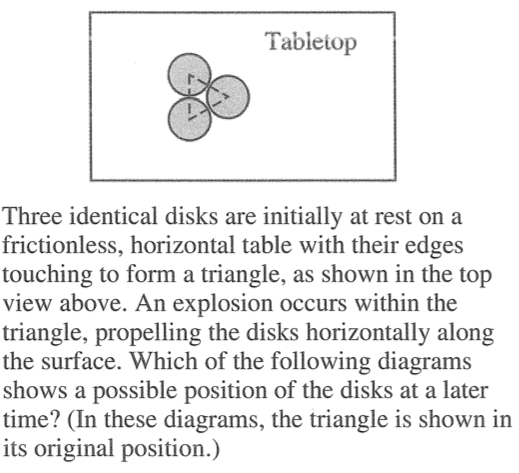 Tabletop
Three identical disks are initially at rest on a
frictionless, horizontal table with their edges
touching to form a triangle, as shown in the top
view above. An explosion occurs within the
triangle, propelling the disks horizontally along
the surface. Which of the following diagrams
shows a possible position of the disks at a later
time? (In these diagrams, the triangle is shown in
its original position.)